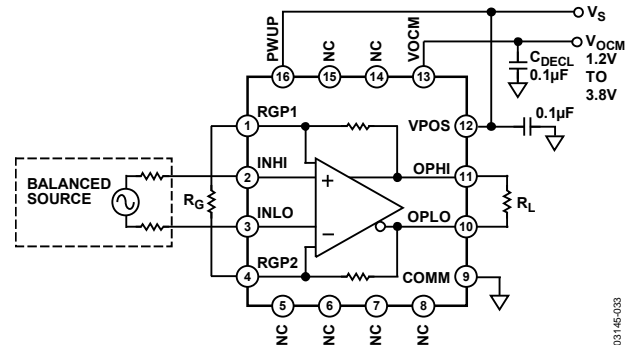 V_S
V_OCM
1.2V
TO
3.8V
C_DECL
0.1µF
0.1µF
PWUP
NC
NC
VOCM
16
15
14
13
RGP1
1
VPOS
12
BALANCED
SOURCE
R_G
INHI
2
OPHI
11
+
R_L
INLO
3
OPLO
10
–
RGP2
4
COMM
9
5
6
7
8
NC
NC
NC
NC
03145-033